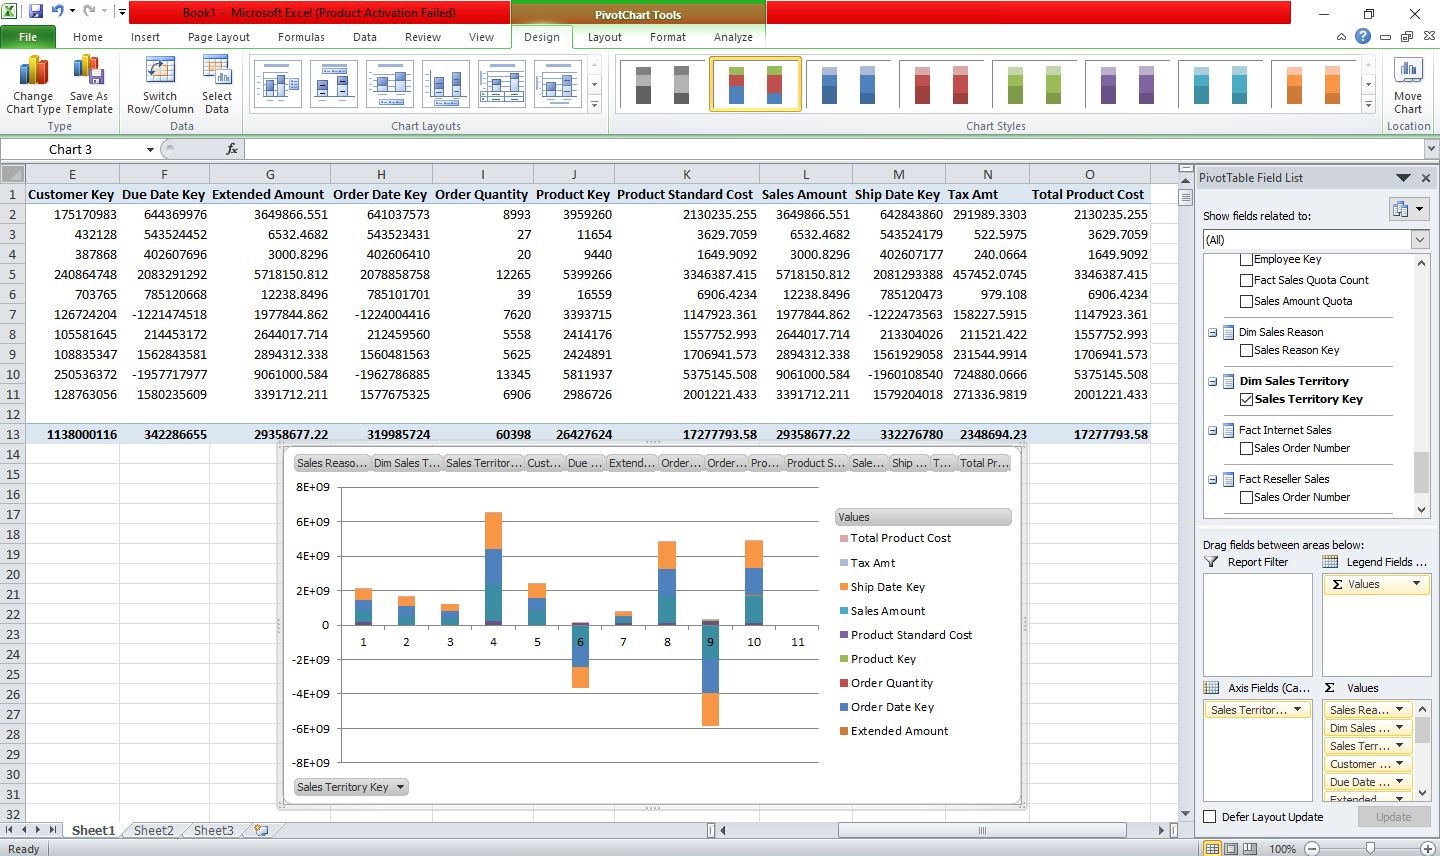 Book1 - Microsoft Excel (Product Activation Failed)
PivotChart Tools
File Home Insert Page Layout Formulas Data Review View Design Layout Format Analyze
Change Chart Type
Save As Template
Switch Row/Column
Select Data
Move Chart
Type Data Chart Layouts Chart Styles Location
Chart 3 fx
E F G H I J K L M N O
1 Customer Key Due Date Key Extended Amount Order Date Key Order Quantity Product Key Product Standard Cost Sales Amount Ship Date Key Tax Amt Total Product Cost
2 175170983 644369976 3649866.551 641037573 8993 3959260 2130235.255 3649866.551 642843860 291989.3303 2130235.255
3 432128 543524452 6532.4682 543523431 27 11654 3629.7059 6532.4682 543524179 522.5975 3629.7059
4 387868 402607696 3000.8296 402606410 20 9440 1649.9092 3000.8296 402607177 240.0664 1649.9092
5 240864748 2083291292 5718150.812 2078858758 12265 5399266 3346387.415 5718150.812 2081293388 457452.0745 3346387.415
6 703765 785120668 12238.8496 785101701 39 16559 6906.4234 12238.8496 785120473 979.108 6906.4234
7 126724204 -1221474518 1977844.862 -1224004416 7620 3393715 1147923.361 1977844.862 -1222473563 158227.5915 1147923.361
8 105581645 214453172 2644017.714 212459560 5558 2414176 1557752.993 2644017.714 213304026 211521.422 1557752.993
9 108835347 1562843581 2894312.338 1560481563 5625 2424891 1706941.573 2894312.338 1561929058 231544.9914 1706941.573
10 250536372 -1957717977 9061000.584 -1962786885 13345 5811937 5375145.508 9061000.584 -1960108540 724880.0666 5375145.508
11 128763056 1580235609 3391712.211 1577675325 6906 2986726 2001221.433 3391712.211 1579204018 271336.9819 2001221.433
12
13 1138000116 342286655 29358677.22 319985724 60398 26427624 17277793.58 29358677.22 332276780 2348694.23 17277793.58
14
15
16
17
18
19
20
21
22
23
24
25
26
27
28
29
30
31
32
Sales Reaso... Dim Sales T... Sales Territor... Cust... Due ... Extend... Order... Order... Pro... Product S... Sale... Ship ... T... Total Pr...
8E+09
6E+09
4E+09
2E+09
0
-2E+09
-4E+09
-6E+09
-8E+09
1 2 3 4 5 6 7 8 9 10 11
Values
Total Product Cost
Tax Amt
Ship Date Key
Sales Amount
Product Standard Cost
Product Key
Order Quantity
Order Date Key
Extended Amount
Sales Territory Key
PivotTable Field List
Show fields related to:
(All)
Employee Key
Fact Sales Quota Count
Sales Amount Quota
Dim Sales Reason
Sales Reason Key
Dim Sales Territory
Sales Territory Key
Fact Internet Sales
Sales Order Number
Fact Reseller Sales
Sales Order Number
Drag fields between areas below:
Report Filter
Legend Fields ...
Σ Values
Axis Fields (Ca...
Σ Values
Sales Territor...
Sales Rea...
Dim Sales ...
Sales Terr...
Customer ...
Due Date ...
Extended
Defer Layout Update
Update
Sheet1 Sheet2 Sheet3
Ready
100%